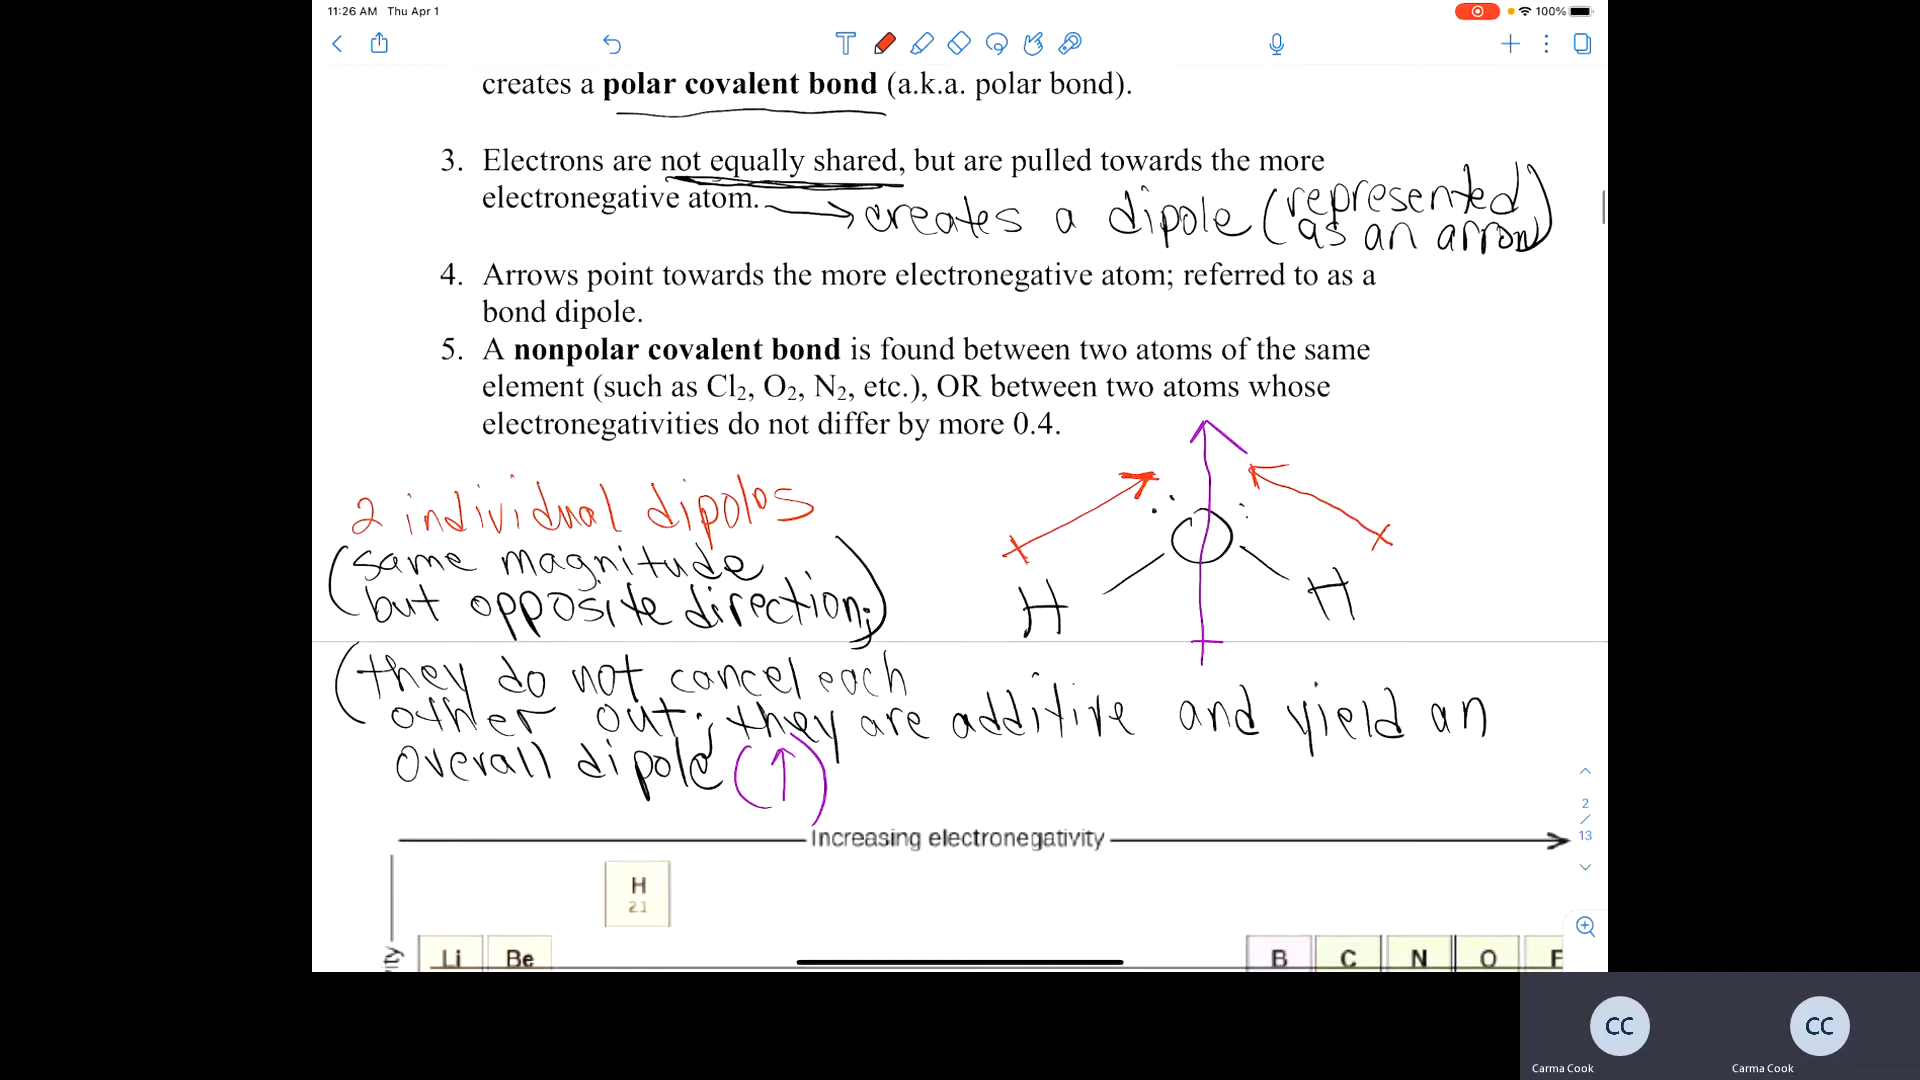 11:26 AM Thu Apr 1
100%
creates a polar covalent bond (a.k.a. polar bond).
3. Electrons are not equally shared, but are pulled towards the more
electronegative atom.
creates a dipole (represented
as an arrow)
4. Arrows point towards the more electronegative atom; referred to as a
bond dipole.
5. A nonpolar covalent bond is found between two atoms of the same
element (such as Cl₂, O₂, N₂, etc.), OR between two atoms whose
electronegativities do not differ by more 0.4.
2 individual dipoles
(same magnitude
but opposite direction;)
O
H H
(they do not cancel each
other out; they are additive and yield an
overall dipole (↑)
Increasing electronegativity
2
/
13
H
2.1
Li Be B C N O F
CC CC
Carma Cook Carma Cook